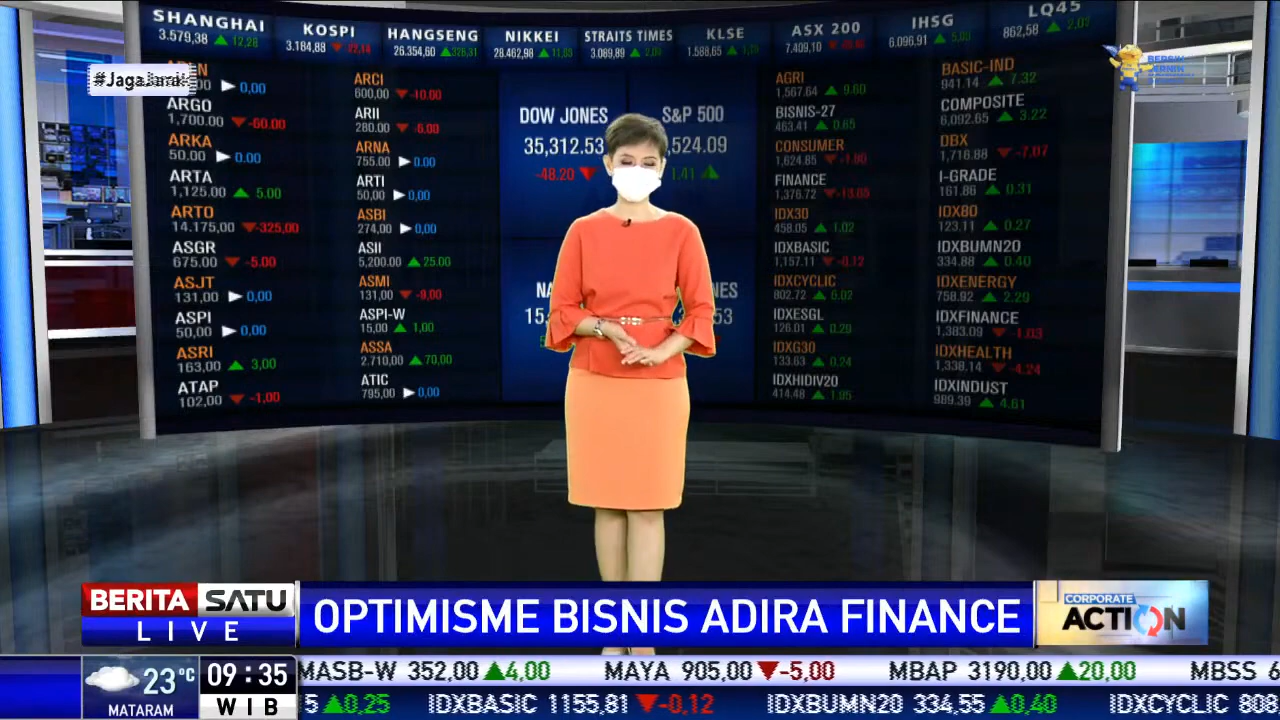 SHANGHAI
3.579,38 ▲ 12,28
KOSPI
3.184,88 ▼
HANGSENG
26.354,60 ▲
NIKKEI
28.462,98 ▲
STRAITS TIMES
3.089,89 ▲
KLSE
1.588,65 ▲
ASX 200
7.409,10 ▼
IHSG
6.096,91 ▲
LQ45
862,58 ▲
#JagaJarak
0,00
ARGO
1,700.00 ▼ -60.00
ARKA
50.00 ▶ 0.00
ARTA
1,125.00 ▲ 5.00
ARTO
14.175,00 ▼ -325,00
ASGR
675.00 ▼ -5.00
ASJT
131,00 ▶ 0,00
ASPI
50,00 ▶ 0,00
ASRI
163,00 ▲ 3,00
ATAP
102,00 ▼ -1,00
ARCI
600,00 ▼ -10.00
ARII
280.00 ▼ -6.00
ARNA
755.00 ▶ 0.00
ARTI
50,00 ▶ 0,00
ASBI
274,00 ▶ 0,00
ASII
5,200.00 ▲ 25.00
ASMI
131,00 ▼ -9,00
ASPI-W
15,00 ▲ 1,00
ASSA
2.710,00 ▲ 70,00
ATIC
795,00 ▶ 0,00
DOW JONES
35,312.53
-48.20 ▼
S&P 500
,524.09
1.41 ▲
NA
15.
NES
53
AGRI
1,567.64 ▲ 9.60
BISNIS-27
463.41 ▲ 0.65
CONSUMER
1,624.85 ▼ -1.80
FINANCE
1,376.72 ▼ -13.05
IDX30
458.05 ▲ 1.02
IDXBASIC
1,157.11 ▼ -0.12
IDXCYCLIC
802.72 ▲ 6.02
IDXESGL
126.01 ▲ 0.29
IDXG30
133.63 ▲ 0.24
IDXHIDIV20
414.48 ▲ 1.95
BASIC-IND
941.14 ▲ 7.32
COMPOSITE
6,092.65 ▲ 3.22
DBX
1,716.88 ▼ -7.07
I-GRADE
161.86 ▲ 0.31
IDX80
123.11 ▲ 0.27
IDXBUMN20
334.88 ▲ 0.40
IDXENERGY
758.92 ▲ 2.29
IDXFINANCE
1,383.09 ▼ -1.03
IDXHEALTH
1,338.14 ▼ -4.24
IDXINDUST
989.39 ▲ 4.61
BERITA SATU
LIVE
OPTIMISME BISNIS ADIRA FINANCE
CORPORATE
ACTION
23°C
MATARAM
09:35
WIB
MASB-W 352,00 ▲4,00 MAYA 905,00 ▼-5,00 MBAP 3190,00 ▲20,00 MBSS 6
5 ▲0,25 IDXBASIC 1155,81 ▼-0,12 IDXBUMN20 334,55 ▲0,40 IDXCYCLIC 808